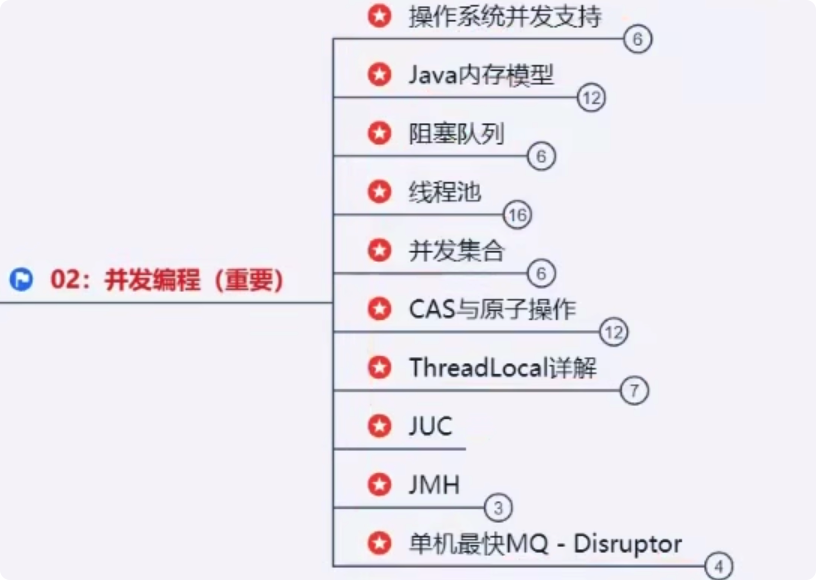 操作系统并发支持
6
Java内存模型
12
阻塞队列
6
线程池
16
并发集合
6
02：并发编程（重要）
CAS与原子操作
12
ThreadLocal详解
7
JUC
JMH
3
单机最快MQ - Disruptor
4